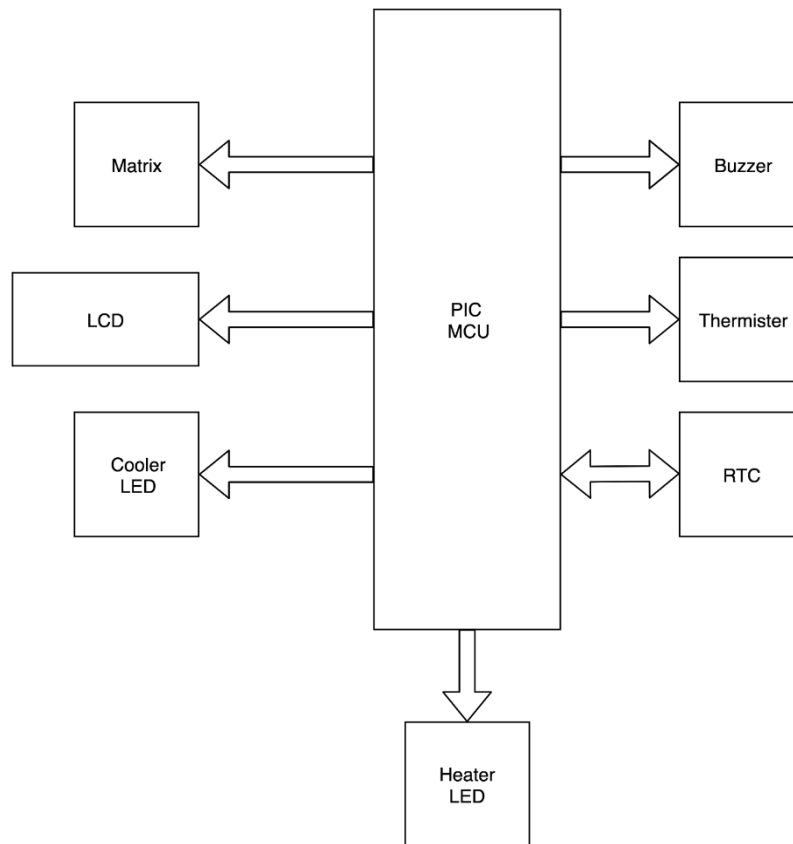 Matrix
Buzzer
LCD
PIC
MCU
Thermister
Cooler
LED
RTC
Heater
LED